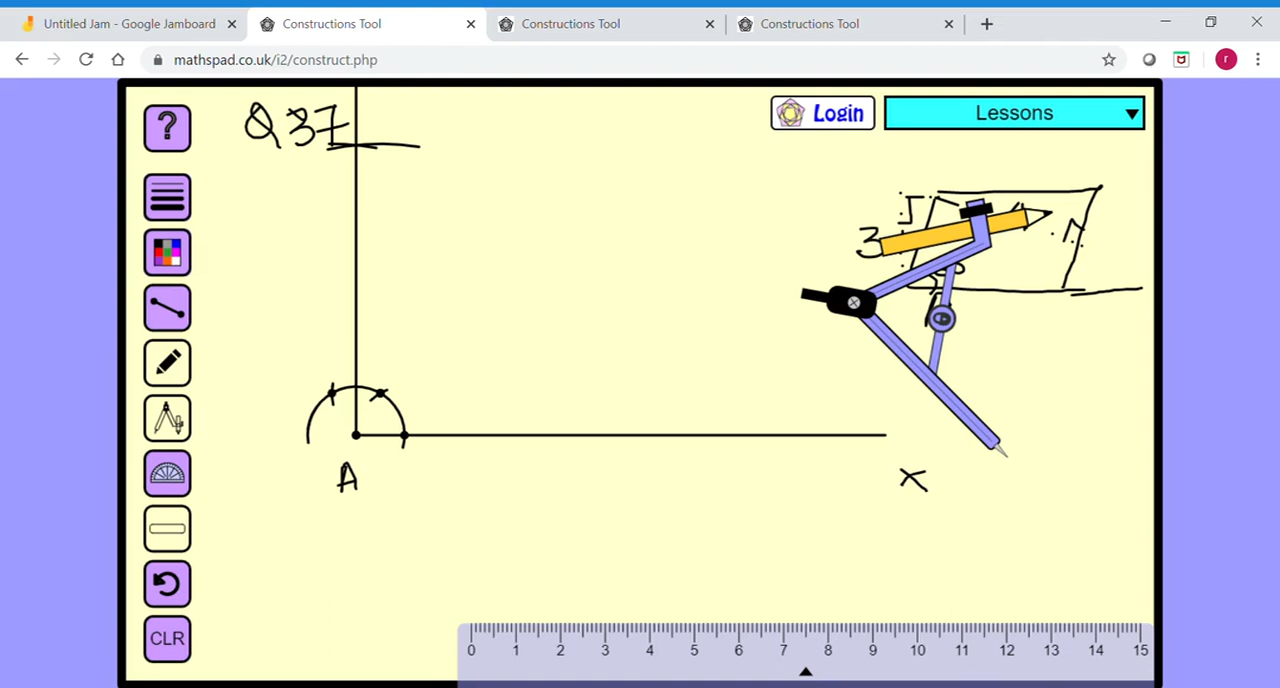 Untitled Jam - Google Jamboard
Constructions Tool
Constructions Tool
Constructions Tool
mathspad.co.uk/i2/construct.php
r
?
Q37
Login
Lessons
3
A
X
CLR
0 1 2 3 4 5 6 7 8 9 10 11 12 13 14 15